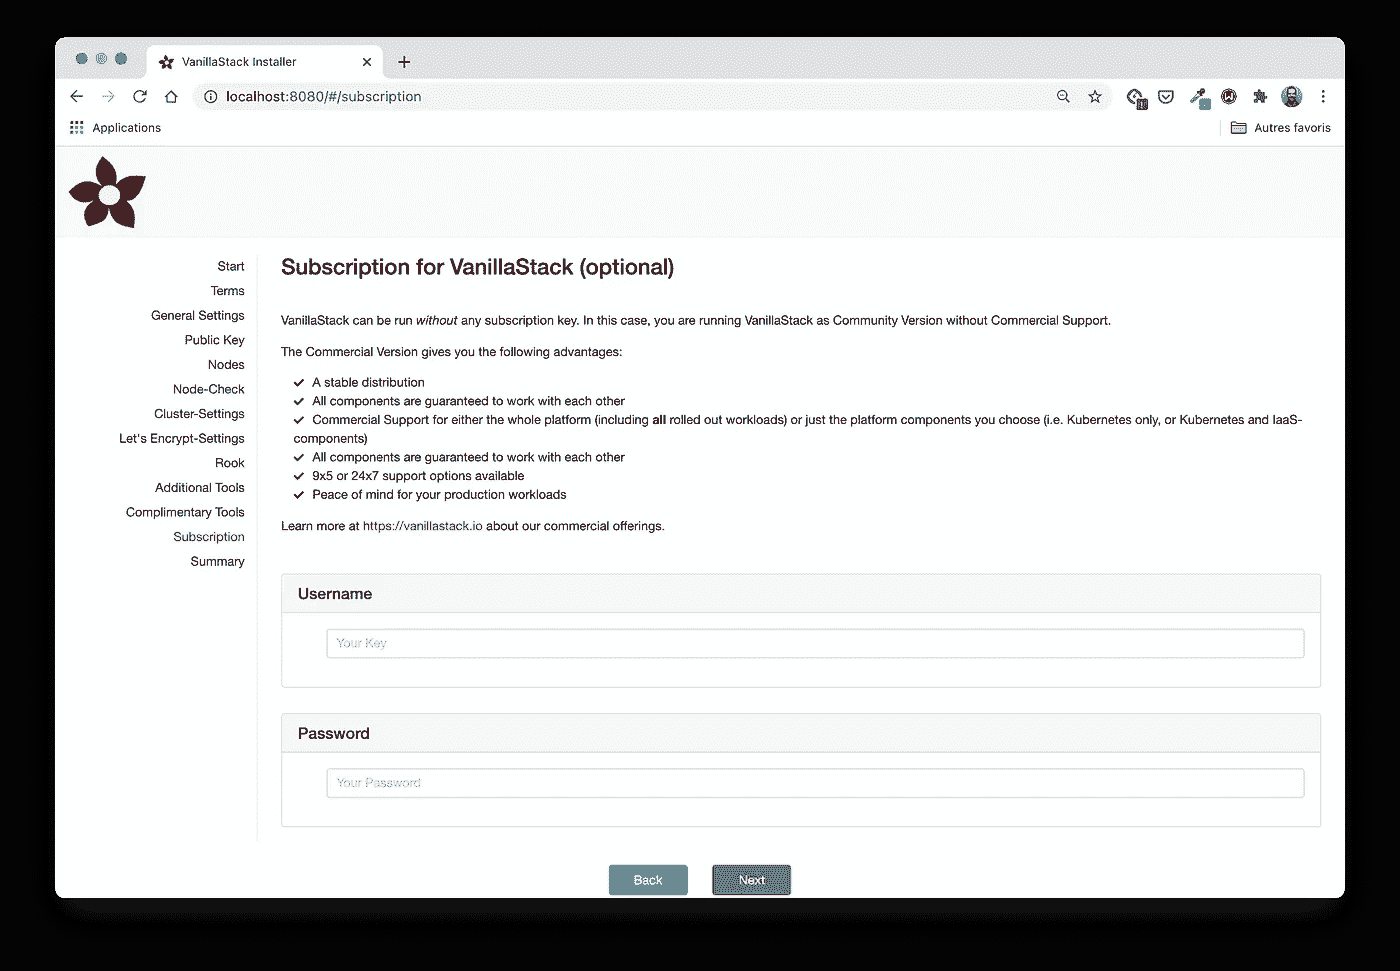 VanillaStack Installer
localhost:8080/#/subscription
Applications
Autres favoris
Start
Terms
General Settings
Public Key
Nodes
Node-Check
Cluster-Settings
Let's Encrypt-Settings
Rook
Additional Tools
Complimentary Tools
Subscription
Summary
Subscription for VanillaStack (optional)
VanillaStack can be run without any subscription key. In this case, you are running VanillaStack as Community Version without Commercial Support.
The Commercial Version gives you the following advantages:
✓ A stable distribution
✓ All components are guaranteed to work with each other
✓ Commercial Support for either the whole platform (including all rolled out workloads) or just the platform components you choose (i.e. Kubernetes only, or Kubernetes and IaaS-
components)
✓ All components are guaranteed to work with each other
✓ 9x5 or 24x7 support options available
✓ Peace of mind for your production workloads
Learn more at https://vanillastack.io about our commercial offerings.
Username
Your Key
Password
Your Password
Back
Next